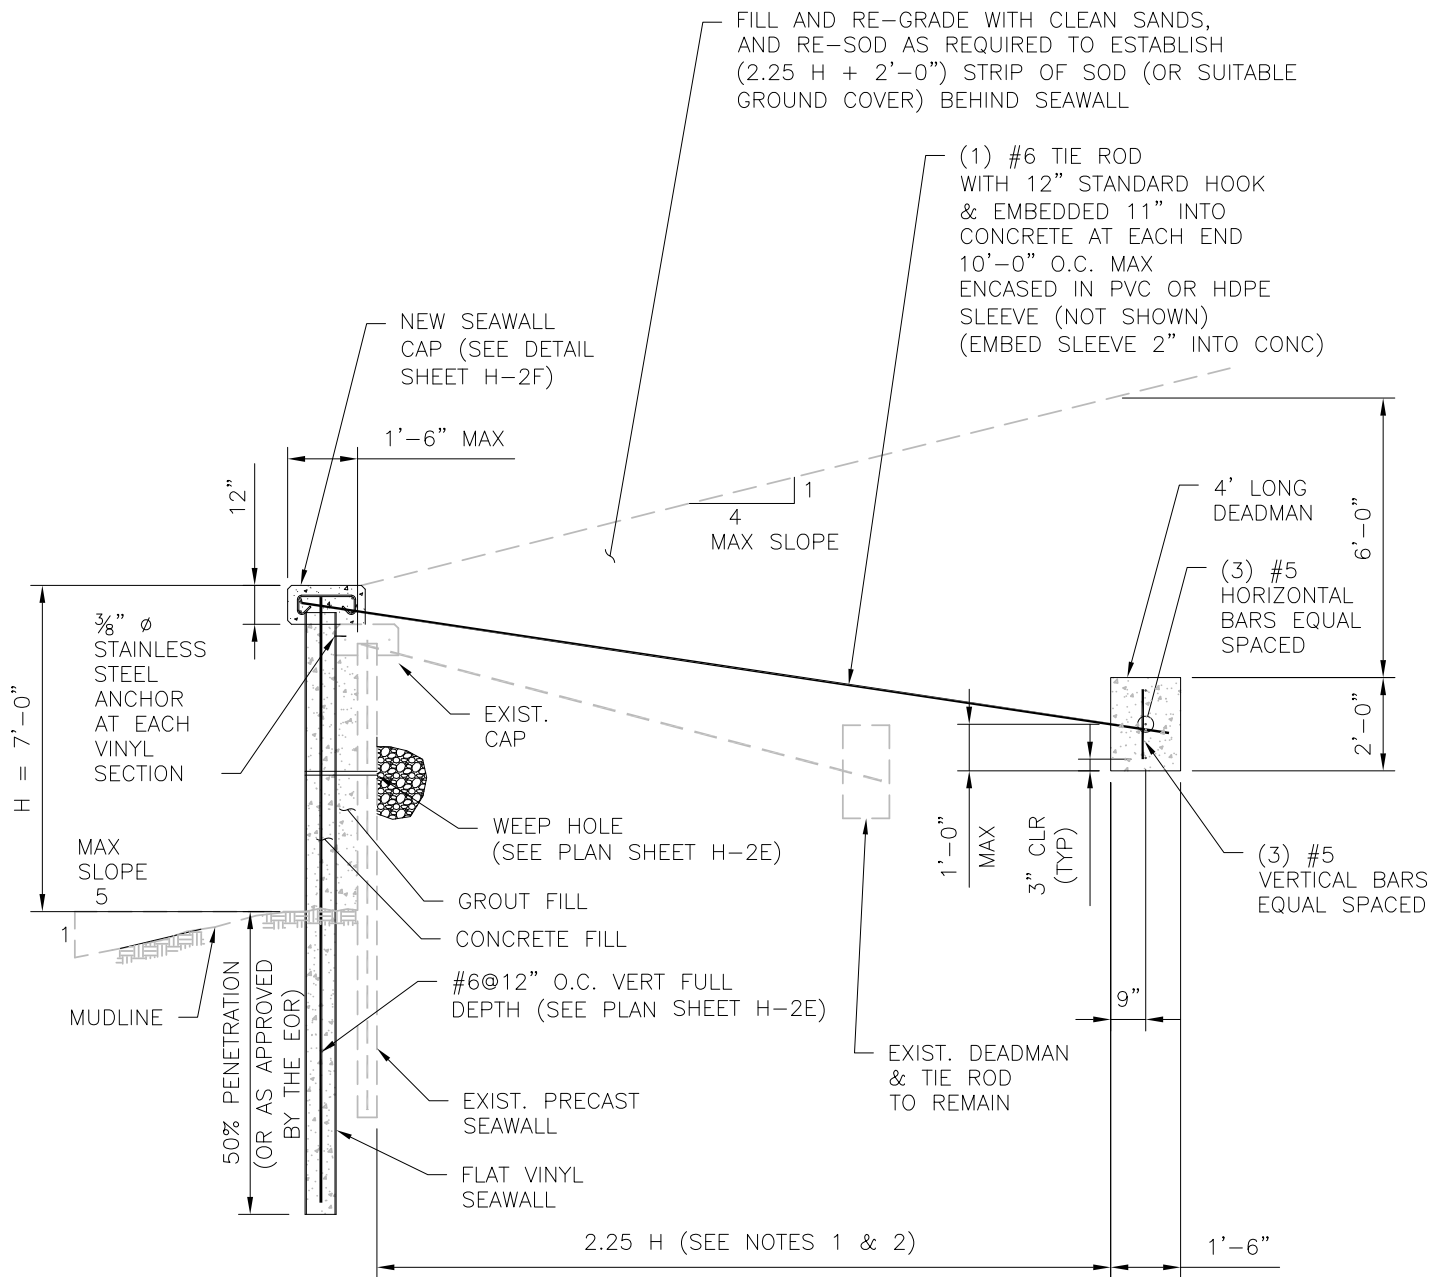 FILL AND RE-GRADE WITH CLEAN SANDS,
AND RE-SOD AS REQUIRED TO ESTABLISH
(2.25 H + 2'-0") STRIP OF SOD (OR SUITABLE
GROUND COVER) BEHIND SEAWALL
(1) #6 TIE ROD
WITH 12" STANDARD HOOK
& EMBEDDED 11" INTO
CONCRETE AT EACH END
10'-0" O.C. MAX
ENCASED IN PVC OR HDPE
SLEEVE (NOT SHOWN)
(EMBED SLEEVE 2" INTO CONC)
NEW SEAWALL
CAP (SEE DETAIL
SHEET H-2F)
1'-6" MAX
12"
1
4
MAX SLOPE
4' LONG
DEADMAN
6'-0"
(3) #5
HORIZONTAL
BARS EQUAL
SPACED
⅜" ø
STAINLESS
STEEL
ANCHOR
AT EACH
VINYL
SECTION
H = 7'-0"
EXIST.
CAP
2'-0"
WEEP HOLE
(SEE PLAN SHEET H-2E)
1'-0"
MAX
3" CLR
(TYP)
(3) #5
VERTICAL BARS
EQUAL SPACED
MAX
SLOPE
5
1
GROUT FILL
CONCRETE FILL
#6@12" O.C. VERT FULL
DEPTH (SEE PLAN SHEET H-2E)
MUDLINE
50% PENETRATION
(OR AS APPROVED
BY THE EOR)
9"
EXIST. DEADMAN
& TIE ROD
TO REMAIN
EXIST. PRECAST
SEAWALL
FLAT VINYL
SEAWALL
2.25 H (SEE NOTES 1 & 2)
1'-6"